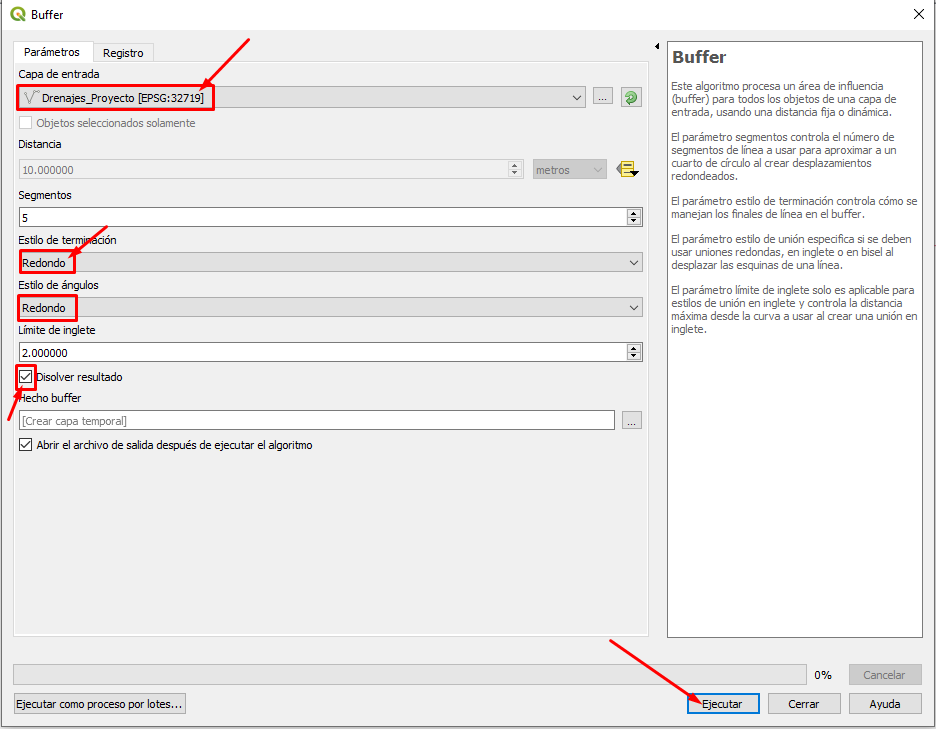 Buffer
Parámetros
Registro
Capa de entrada
Drenajes_Proyecto [EPSG:32719]
...
Objetos seleccionados solamente
Distancia
10.000000
metros
Segmentos
5
Estilo de terminación
Redondo
Estilo de ángulos
Redondo
Límite de inglete
2.000000
Disolver resultado
Hecho buffer
[Crear capa temporal]
...
Abrir el archivo de salida después de ejecutar el algoritmo
Buffer
Este algoritmo procesa un área de influencia
(buffer) para todos los objetos de una capa de
entrada, usando una distancia fija o dinámica.
El parámetro segmentos controla el número de
segmentos de línea a usar para aproximar a un
cuarto de círculo al crear desplazamientos
redondeados.
El parámetro estilo de terminación controla cómo se
manejan los finales de línea en el buffer.
El parámetro estilo de unión especifica si se deben
usar uniones redondas, en inglete o en bisel al
desplazar las esquinas de una línea.
El parámetro límite de inglete solo es aplicable para
estilos de unión en inglete y controla la distancia
máxima desde la curva a usar al crear una unión en
inglete.
0%
Cancelar
Ejecutar como proceso por lotes...
Ejecutar
Cerrar
Ayuda